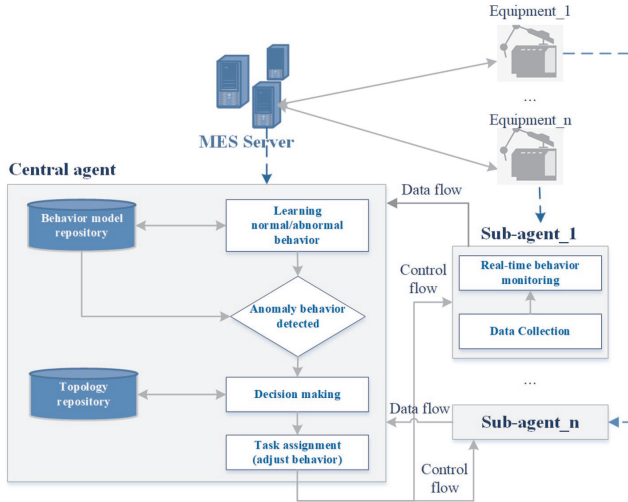 Equipment_1
...
Equipment_n
MES Server
Central agent
Behavior model
repository
Learning
normal/abnormal
behavior
Anomaly behavior
detected
Topology
repository
Decision making
Task assignment
(adjust behavior)
Data flow
Control
flow
Sub-agent_1
Real-time behavior
monitoring
Data Collection
...
Data flow
Sub-agent_n
Control
flow